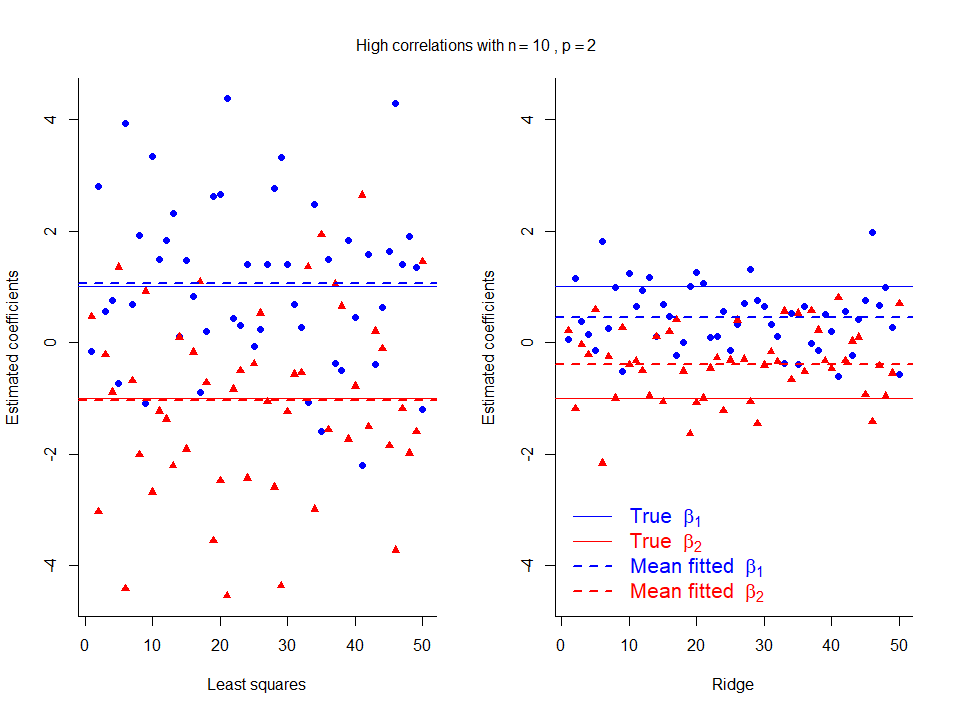 High correlations with n = 10 , p = 2
Estimated coefficients
4
2
0
-2
-4
0 10 20 30 40 50
Least squares
Estimated coefficients
4
2
0
-2
-4
True β1
True β2
Mean fitted β1
Mean fitted β2
0 10 20 30 40 50
Ridge